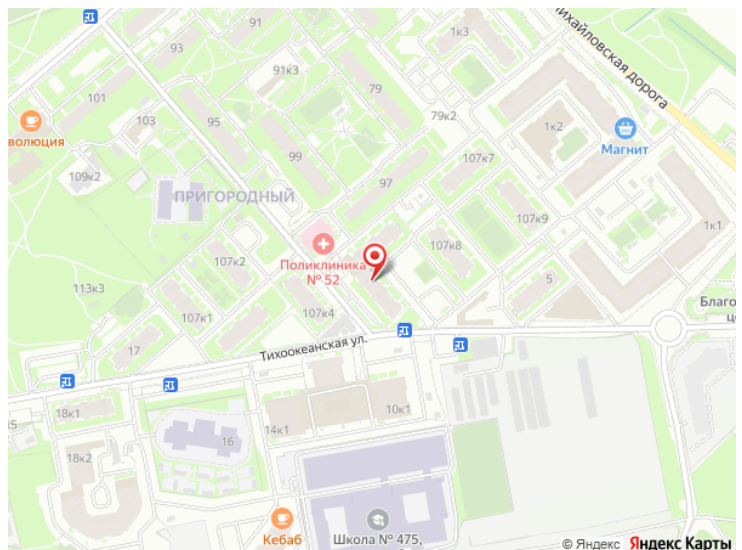 93
91
1к3
Михайловская дорога
91к3
79
101
103
95
99
79к2
1к2
Магнит
волюция
109к2
97
107к7
ПРИГОРОДНЫЙ
107к9
1к1
107к2
107к8
Поликлиника
№ 52
113к3
5
107к1
107к4
Благо
це
17
Тихоокеанская ул.
18к1
к5
10к1
14к1
16
18к2
Кебаб
Школа № 475,
© Яндекс Яндекс Карты